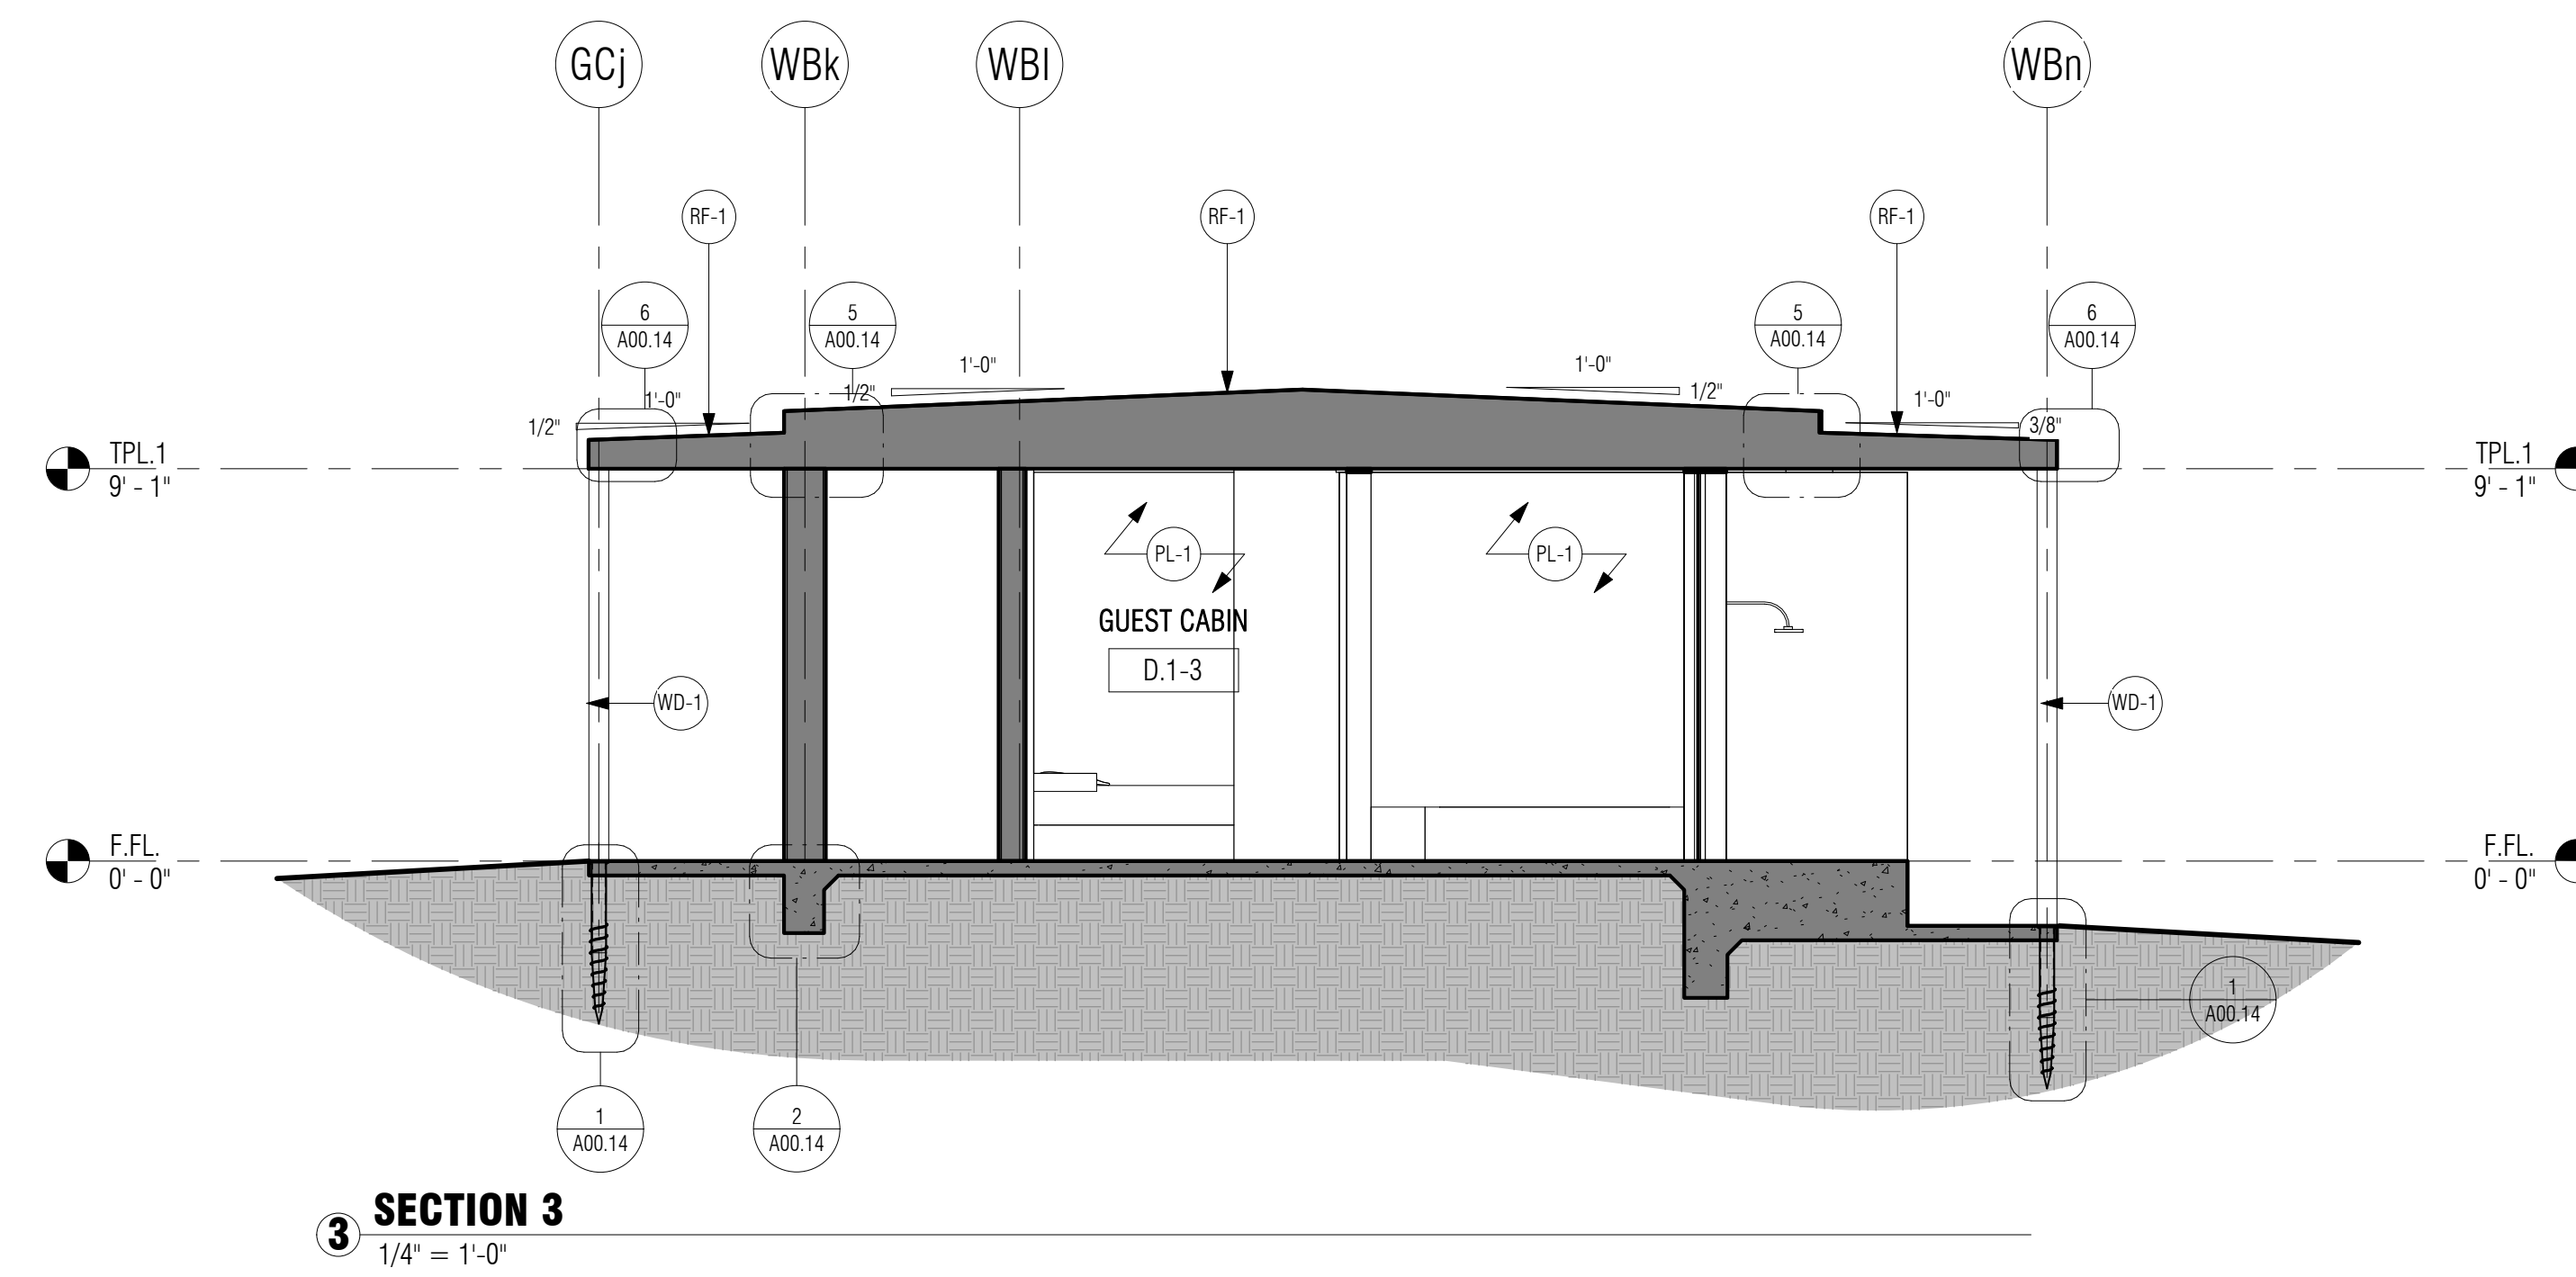 GCj
WBk
WBl
WBn
RF-1
RF-1
RF-1
6
A00.14
5
A00.14
5
A00.14
6
A00.14
1'-0"
1/2"
1'-0"
1/2"
1'-0"
1/2"
1'-0"
3/8"
TPL.1
9' - 1"
TPL.1
9' - 1"
PL-1
PL-1
GUEST CABIN
D.1-3
WD-1
WD-1
F.FL.
0' - 0"
F.FL.
0' - 0"
1
A00.14
1
A00.14
2
A00.14
3
SECTION 3
1/4" = 1'-0"